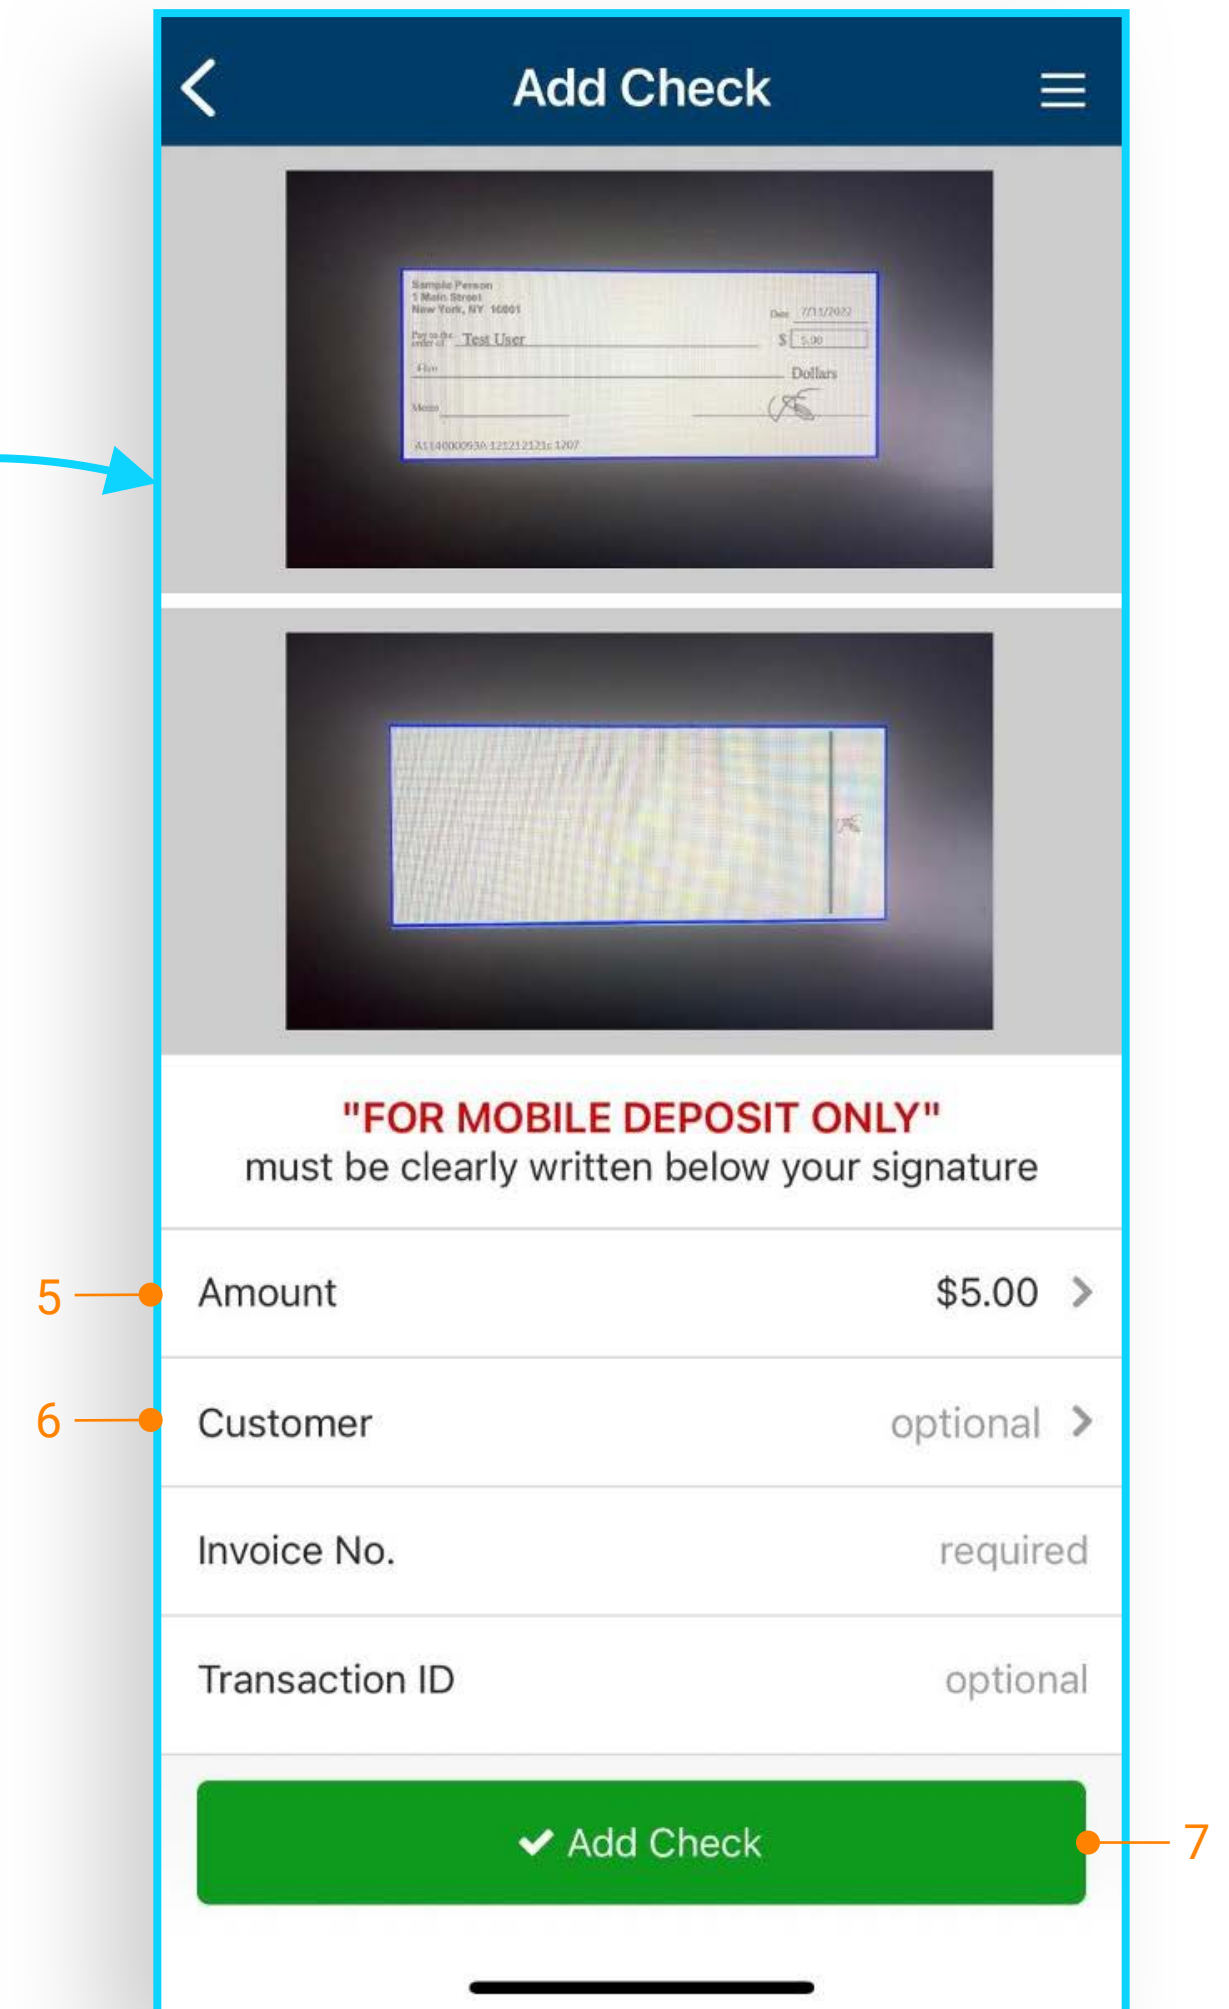 Add Check
Sample Person
1 Main Street
New York, NY 10001
Date 7/11/2022
Pay to the
order of Test User
$ 5.00
Five
Dollars
Memo
"FOR MOBILE DEPOSIT ONLY"
must be clearly written below your signature
5 Amount $5.00
6 Customer optional
Invoice No. required
Transaction ID optional
Add Check 7